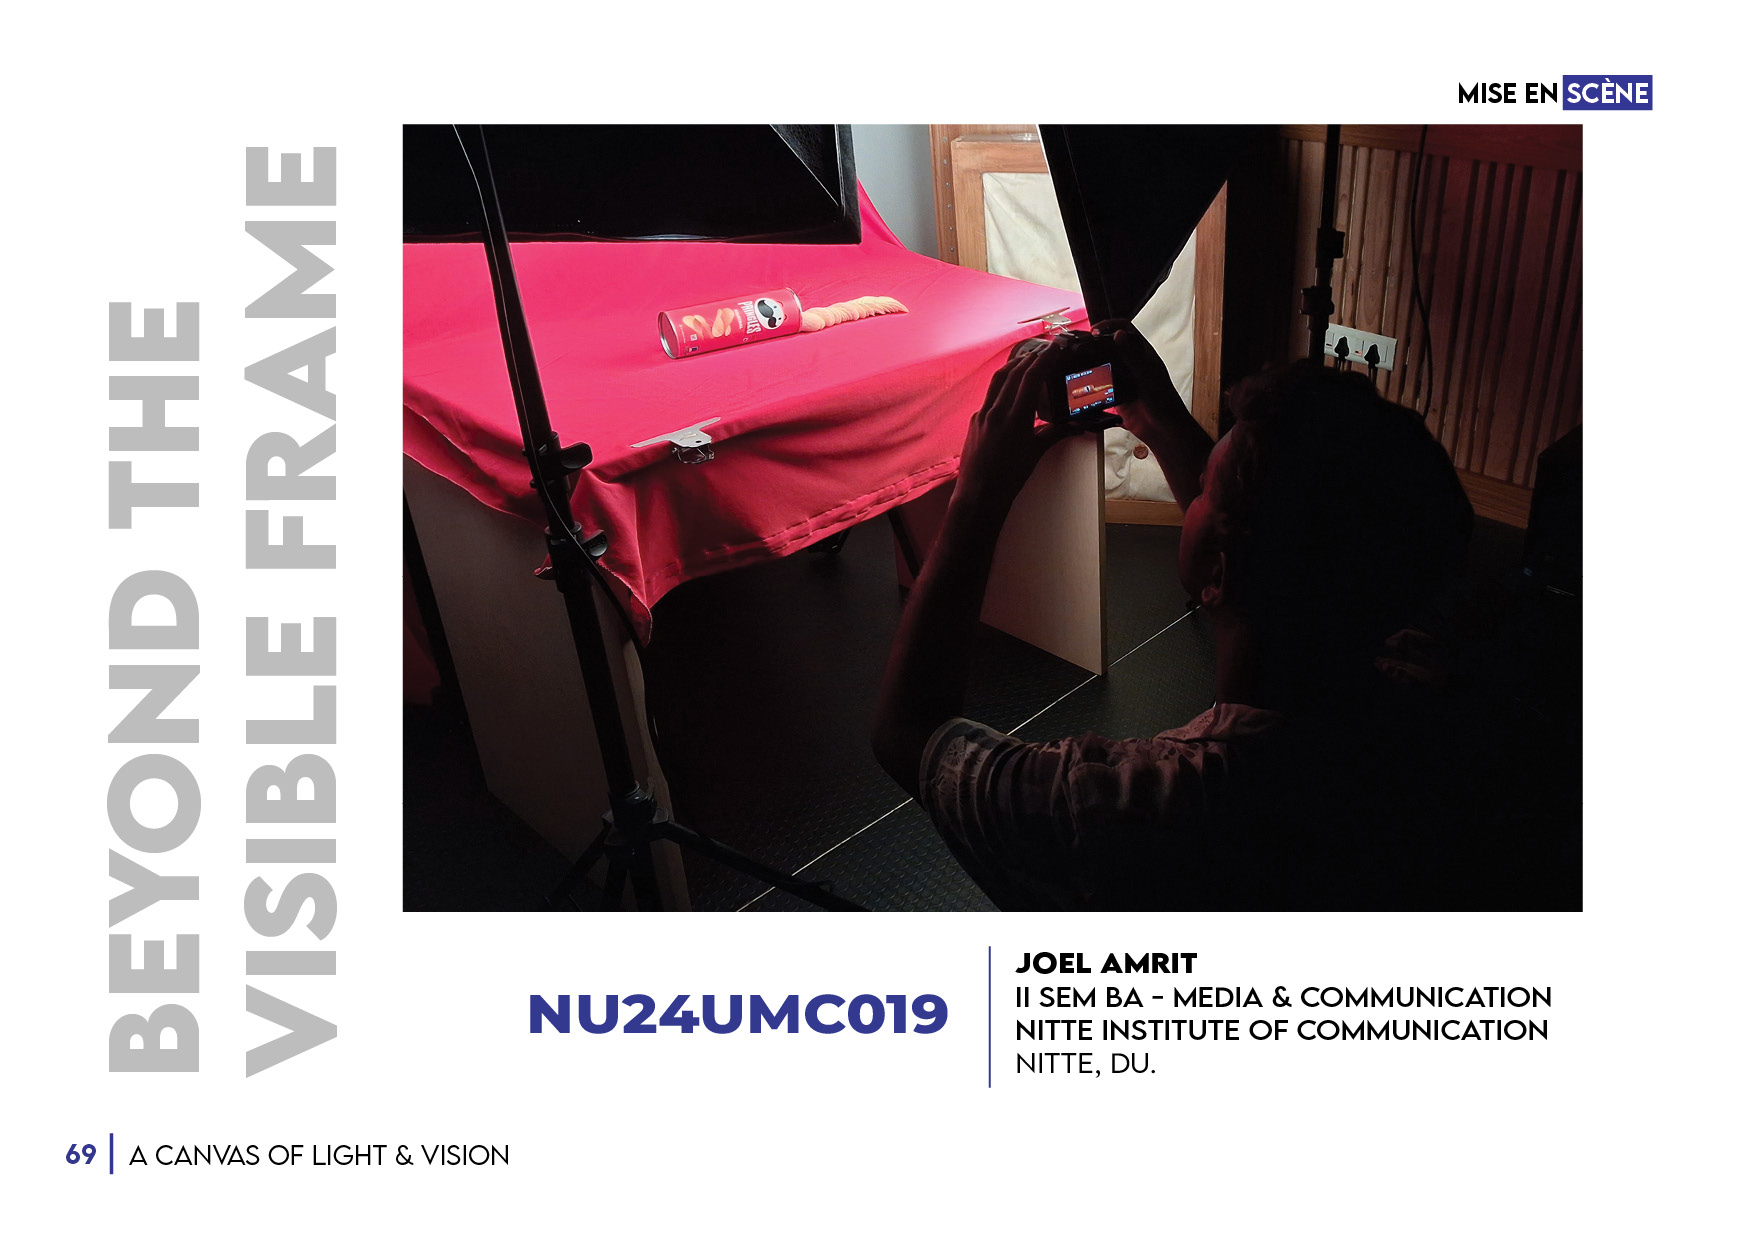 MISE EN SCÈNE
BEYOND THE
VISIBLE FRAME
PRINGLES
NU24UMC019
JOEL AMRIT
II SEM BA - MEDIA & COMMUNICATION
NITTE INSTITUTE OF COMMUNICATION
NITTE, DU.
69 A CANVAS OF LIGHT & VISION